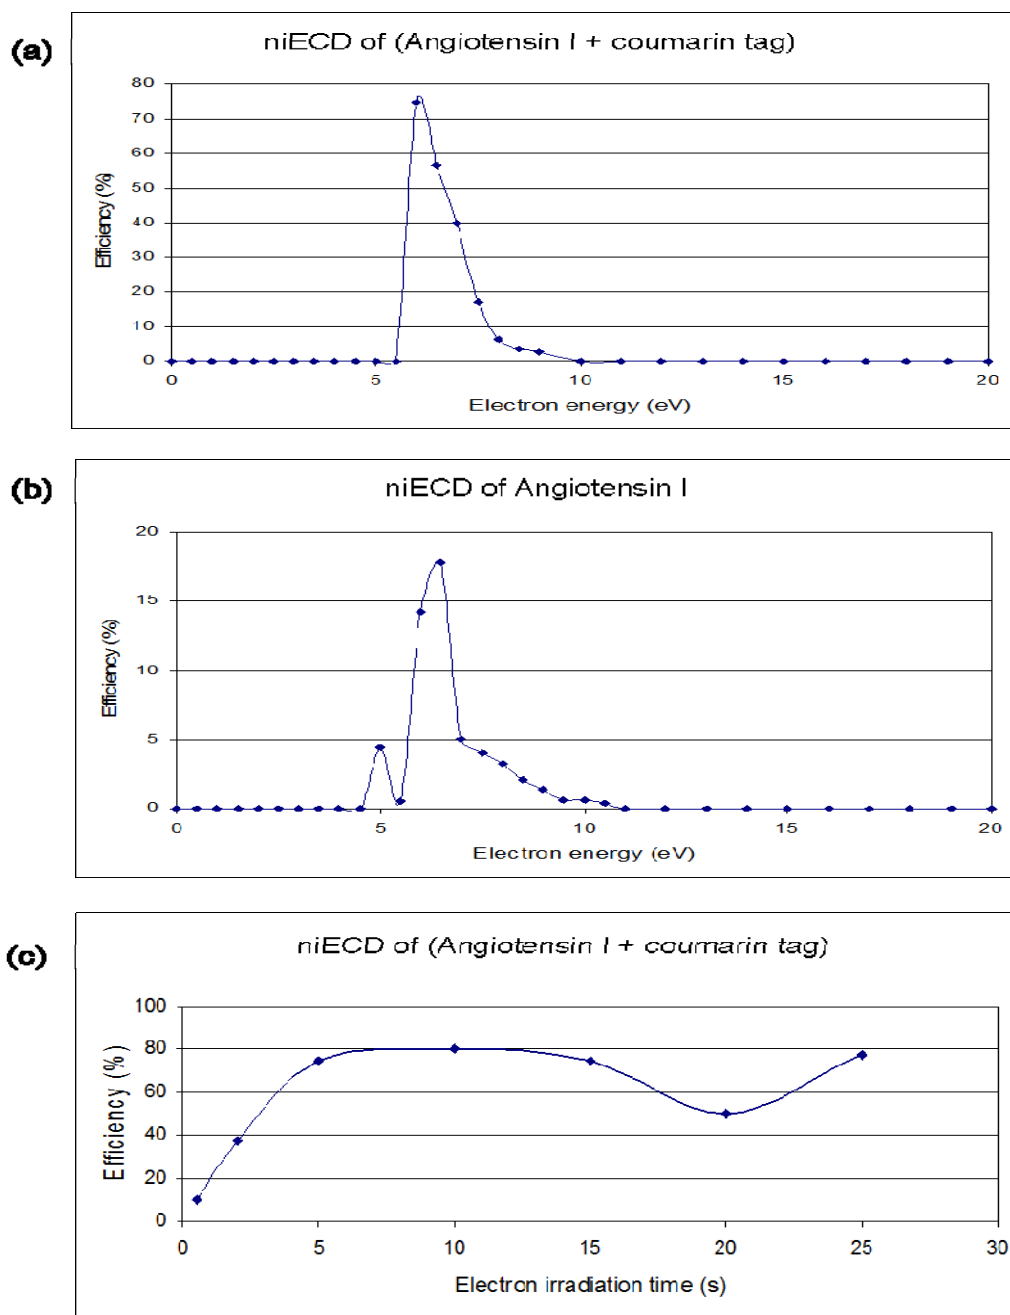 (a)
niECD of (Angiotensin I + coumarin tag)
80
70
60
50
40
30
20
10
0
Efficiency (%)
0 5 10 15 20
Electron energy (eV)
(b)
niECD of Angiotensin I
20
15
10
5
0
Efficiency (%)
0 5 10 15 20
Electron energy (eV)
(c)
niECD of (Angiotensin I + coumarin tag)
100
80
60
40
20
0
Efficiency (%)
0 5 10 15 20 25 30
Electron irradiation time (s)